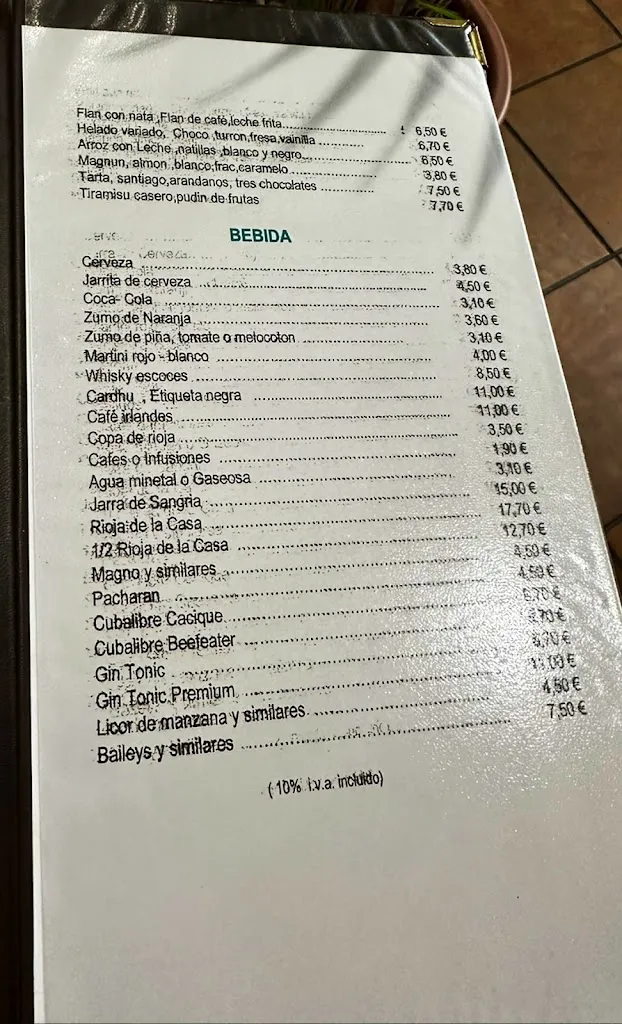 Flan con nata ,Flan de café,leche frita.................... 6,50 €
Helado variado, Choco ,turron,fresa,vainilla ............ 6,70 €
Arroz con Leche ,natillas ,blanco y negro.................... 6,50 €
Magnun, almon ,blanco,frac,caramelo.................... 3,80 €
Tarta, santiago,arandanos, tres chocolates .............. 7,50 €
Tiramisu casero,pudin de frutas 7,70 €
BEBIDA
Cerveza .................... 3,80 €
Jarrita de cerveza .................... 4,50 €
Coca- Cola .................... 3,10 €
Zumo de Naranja .................... 3,60 €
Zumo de piña, tomate o melocoton .................... 3,10 €
Martini rojo - blanco .................... 4,00 €
Whisky escoces .................... 8,50 €
Cardhu , Etiqueta negra .................... 11,00 €
Café irlandes .................... 11,00 €
Copa de rioja .................... 3,50 €
Cafes o Infusiones .................... 1,90 €
Agua minetal o Gaseosa .................... 3,10 €
Jarra de Sangria .................... 15,00 €
Rioja de la Casa .................... 17,70 €
1/2 Rioja de la Casa .................... 12,70 €
Magno y similares .................... 4,50 €
Pacharan .................... 4,50 €
Cubalibre Cacique .................... 
Cubalibre Beefeater .................... 
Gin Tonic .................... 
Gin Tonic Premium .................... 
Licor de manzana y similares .................... 4,50 €
Baileys y similares .................... 7,50 €
(10% i.v.a. incluido)